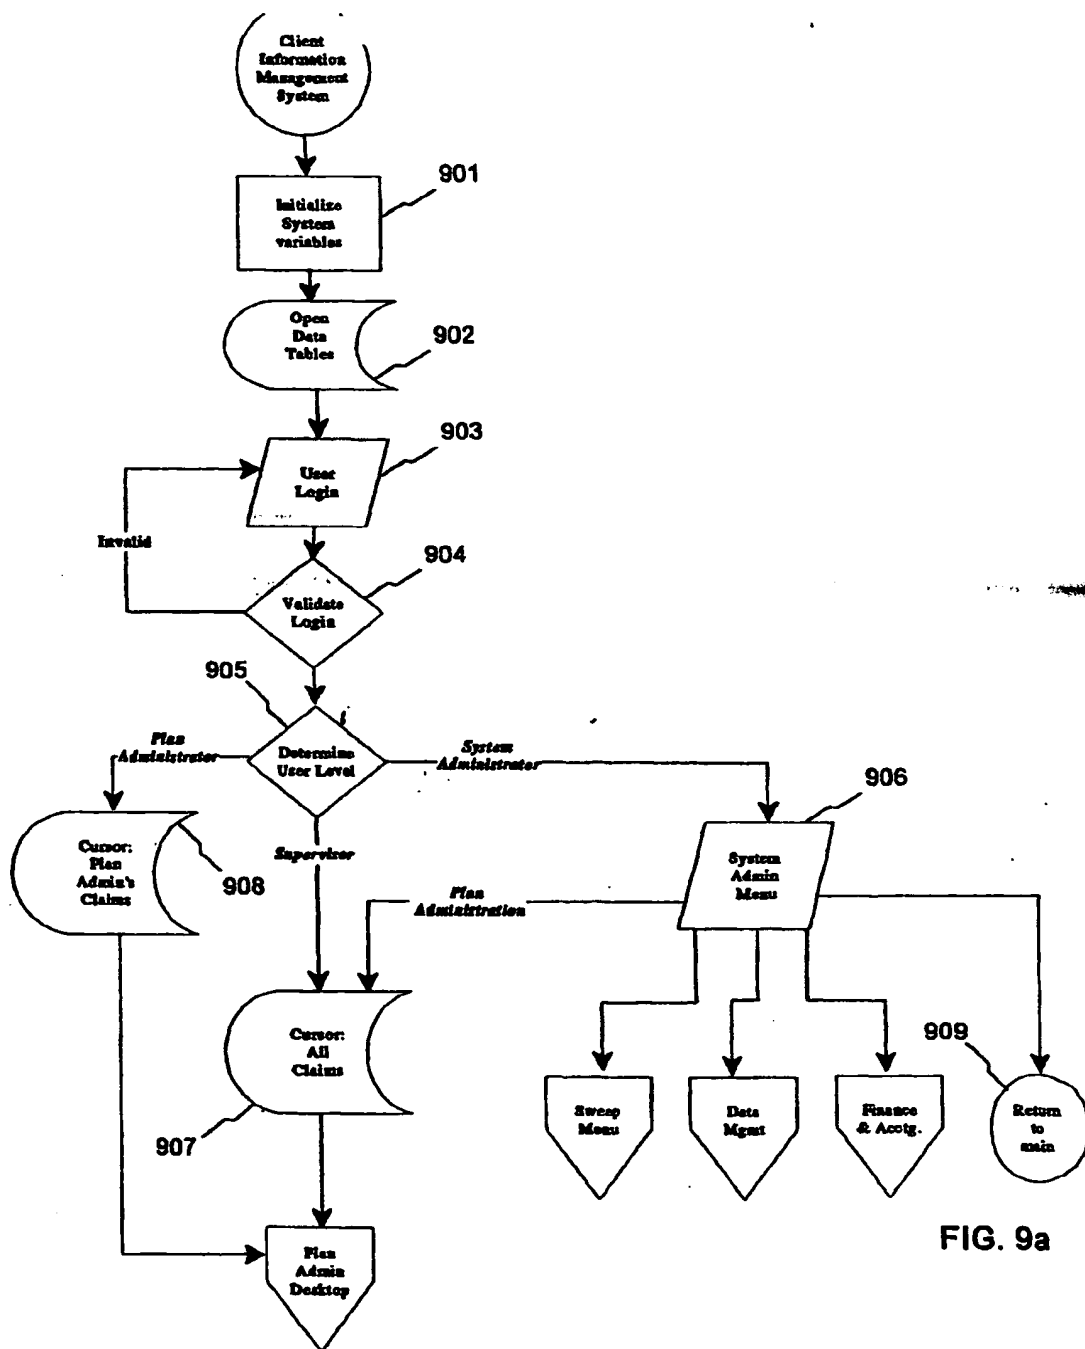 Client
Information
Management
System
901
Initialize
System
variables
Open
Data
Tables
902
903
User
Login
Invalid
904
Validate
Login
905
Plan
Administrator
Determine
User Level
System
Administrator
906
Cursor:
Plan
Admin's
Claims
908
Supervisor
System
Admin
Menu
Plan
Administration
Cursor:
All
Claims
907
909
Sweep
Menu
Data
Mgmt
Finance
& Acctg.
Return
to
main
Plan
Admin
Desktop
FIG. 9a